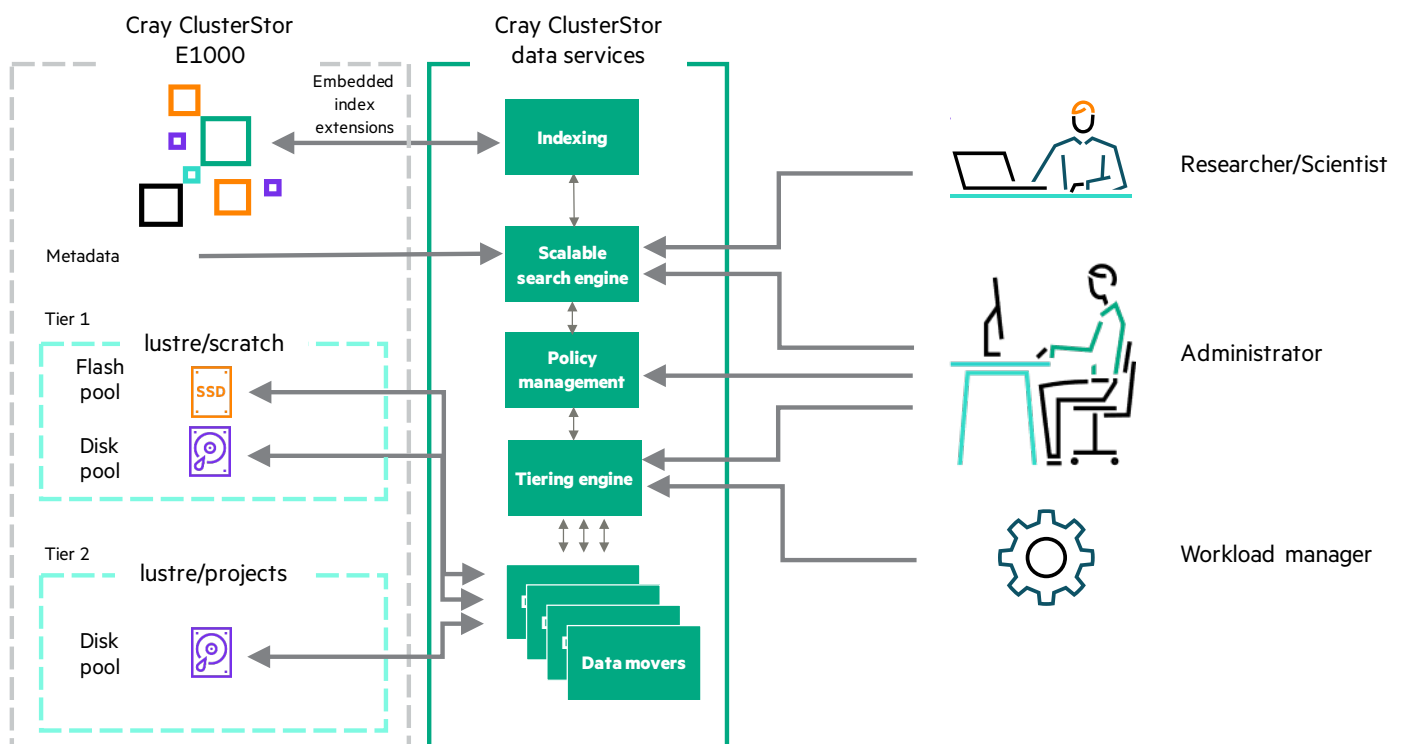 Cray ClusterStor
E1000
Cray ClusterStor
data services
Embedded
index
extensions
Indexing
Researcher/Scientist
Metadata
Scalable
search engine
Tier 1
lustre/scratch
Flash
pool
SSD
Policy
management
Administrator
Disk
pool
Tiering engine
Tier 2
lustre/projects
Workload manager
Disk
pool
Data movers